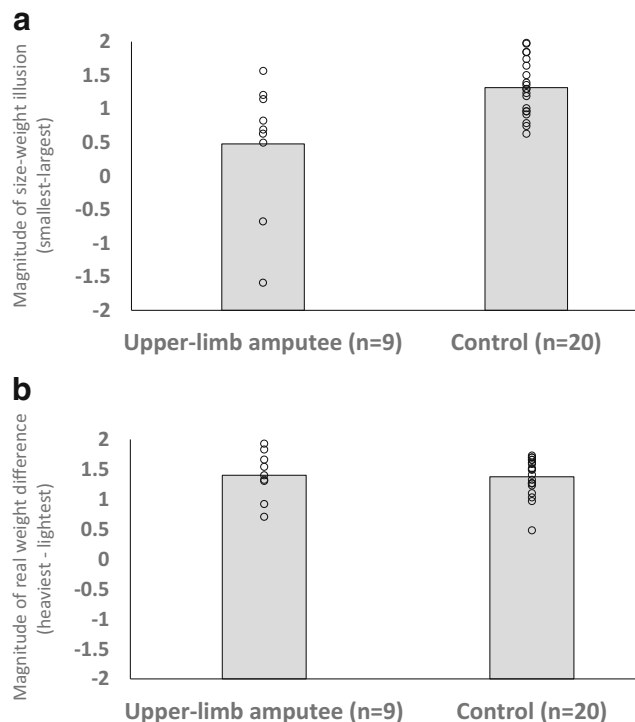 a
Magnitude of size-weight illusion
(smallest-largest)
2
1.5
1
0.5
0
-0.5
-1
-1.5
-2
Upper-limb amputee (n=9) Control (n=20)
b
Magnitude of real weight difference
(heaviest - lightest)
2
1.5
1
0.5
0
-0.5
-1
-1.5
-2
Upper-limb amputee (n=9) Control (n=20)